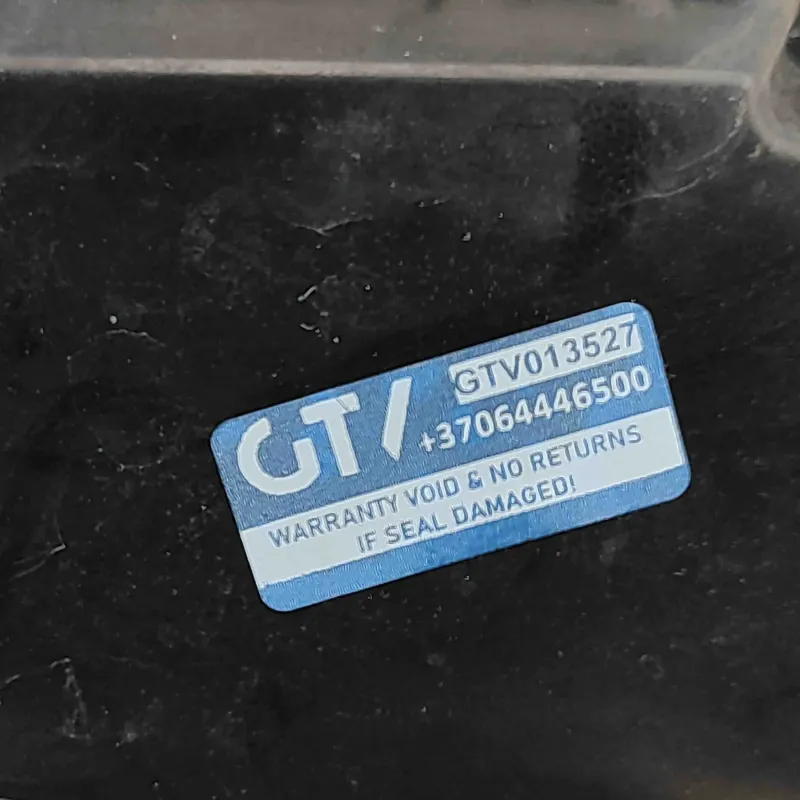 GTV
GTV013527
+37064446500
WARRANTY VOID & NO RETURNS
IF SEAL DAMAGED!